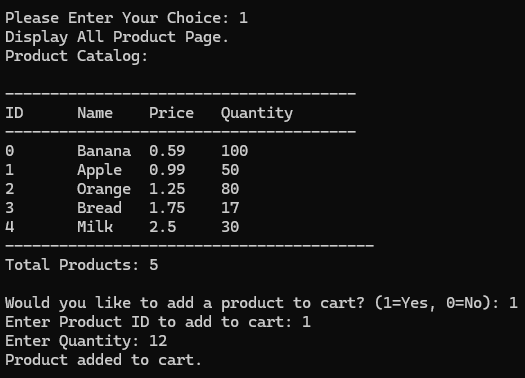 Please Enter Your Choice: 1
Display All Product Page.
Product Catalog:
---------------------------------------
ID      Name    Price   Quantity
---------------------------------------
0       Banana  0.59    100
1       Apple   0.99    50
2       Orange  1.25    80
3       Bread   1.75    17
4       Milk    2.5     30
-----------------------------------------
Total Products: 5
Would you like to add a product to cart? (1=Yes, 0=No): 1
Enter Product ID to add to cart: 1
Enter Quantity: 12
Product added to cart.